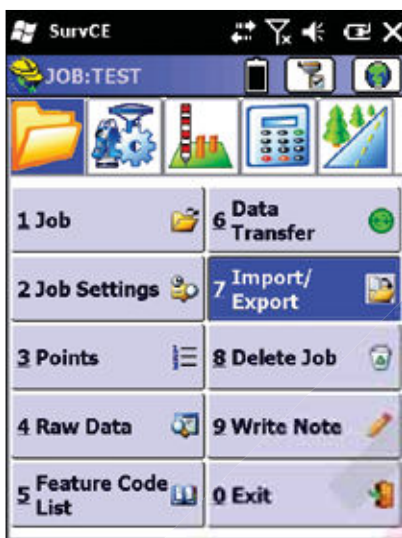 SurvCE
JOB:TEST
1 Job
6 Data
Transfer
2 Job Settings
7 Import/
Export
3 Points
8 Delete Job
4 Raw Data
9 Write Note
5 Feature Code
List
0 Exit